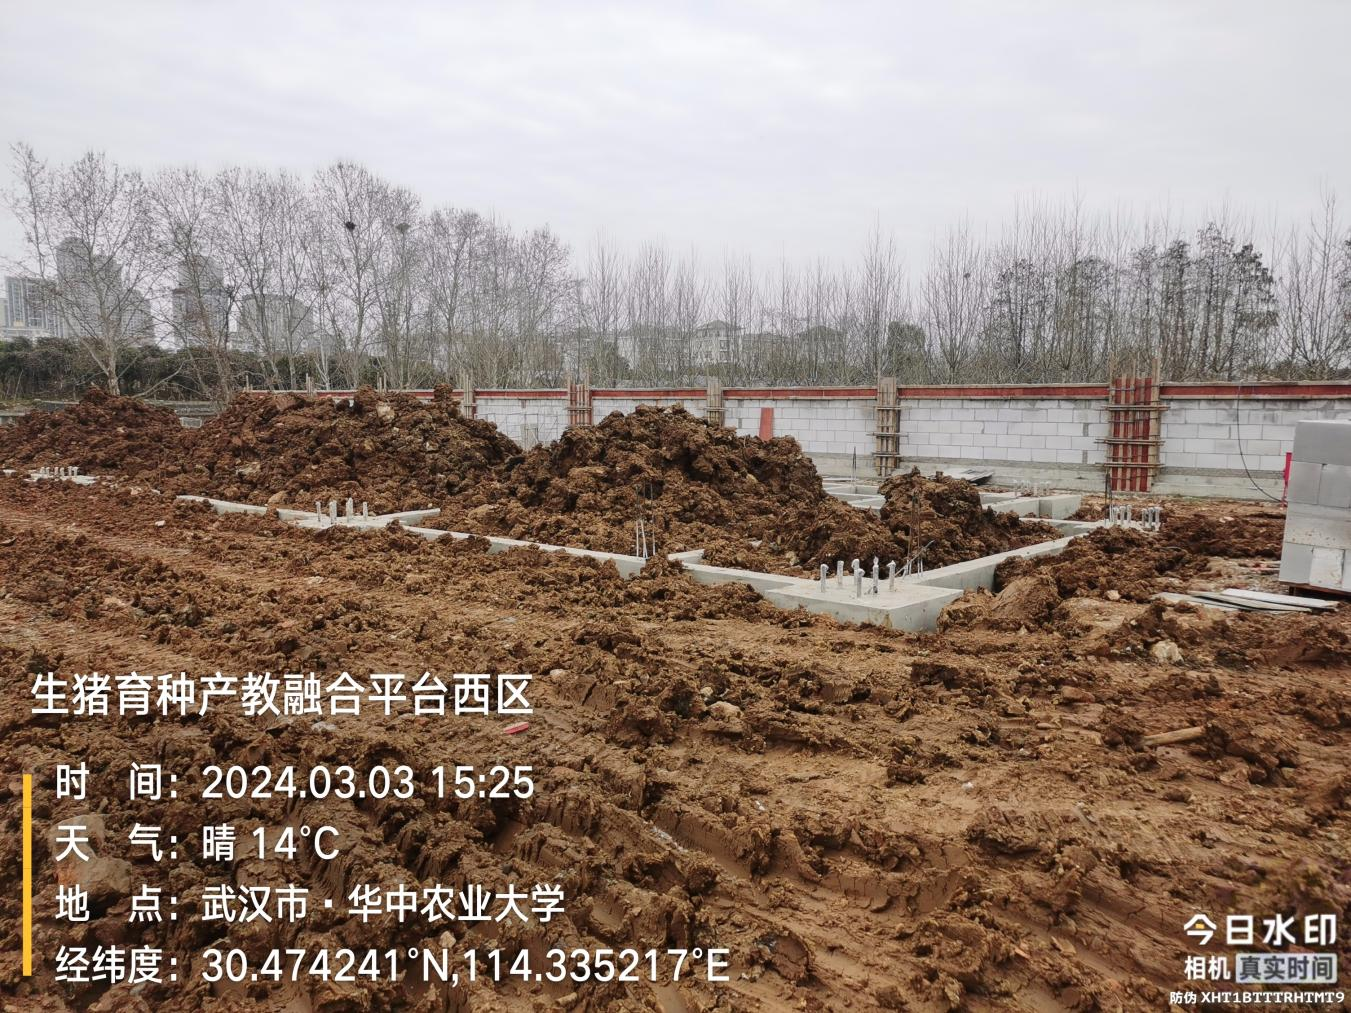 生猪育种产教融合平台西区
时 间：2024.03.03 15:25
天 气：晴 14°C
地 点：武汉市·华中农业大学
经纬度：30.474241°N,114.335217°E
今日水印
相机 真实时间
防伪 XHT1BTTTRHTMT9